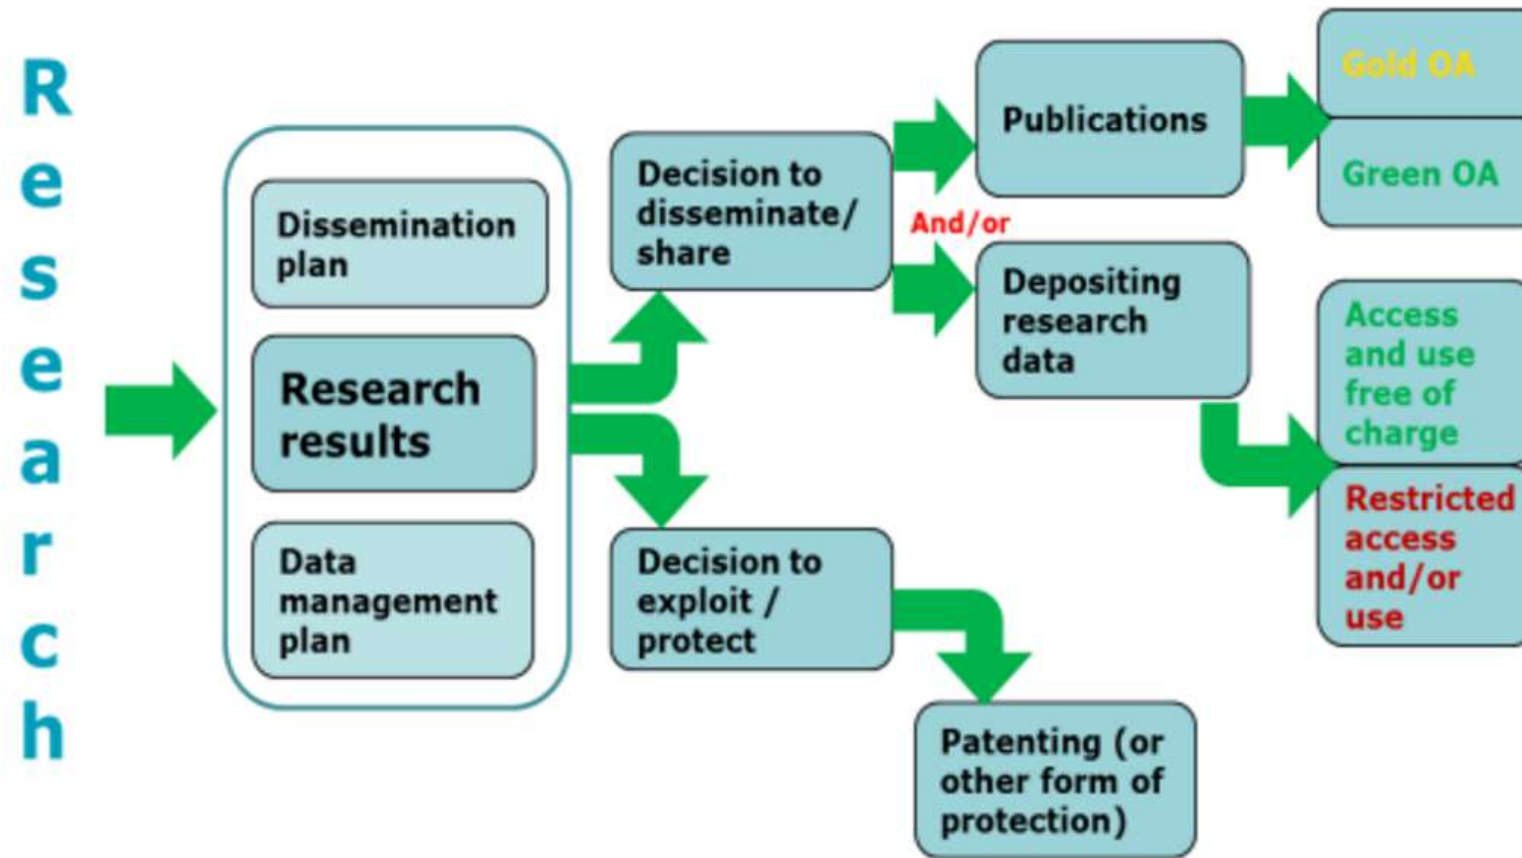 Research
Dissemination
plan
Research
results
Data
management
plan
Decision to
disseminate/
share
And/or
Decision to
exploit /
protect
Publications
Depositing
research
data
Patenting (or
other form of
protection)
Gold OA
Green OA
Access
and use
free of
charge
Restricted
access
and/or
use